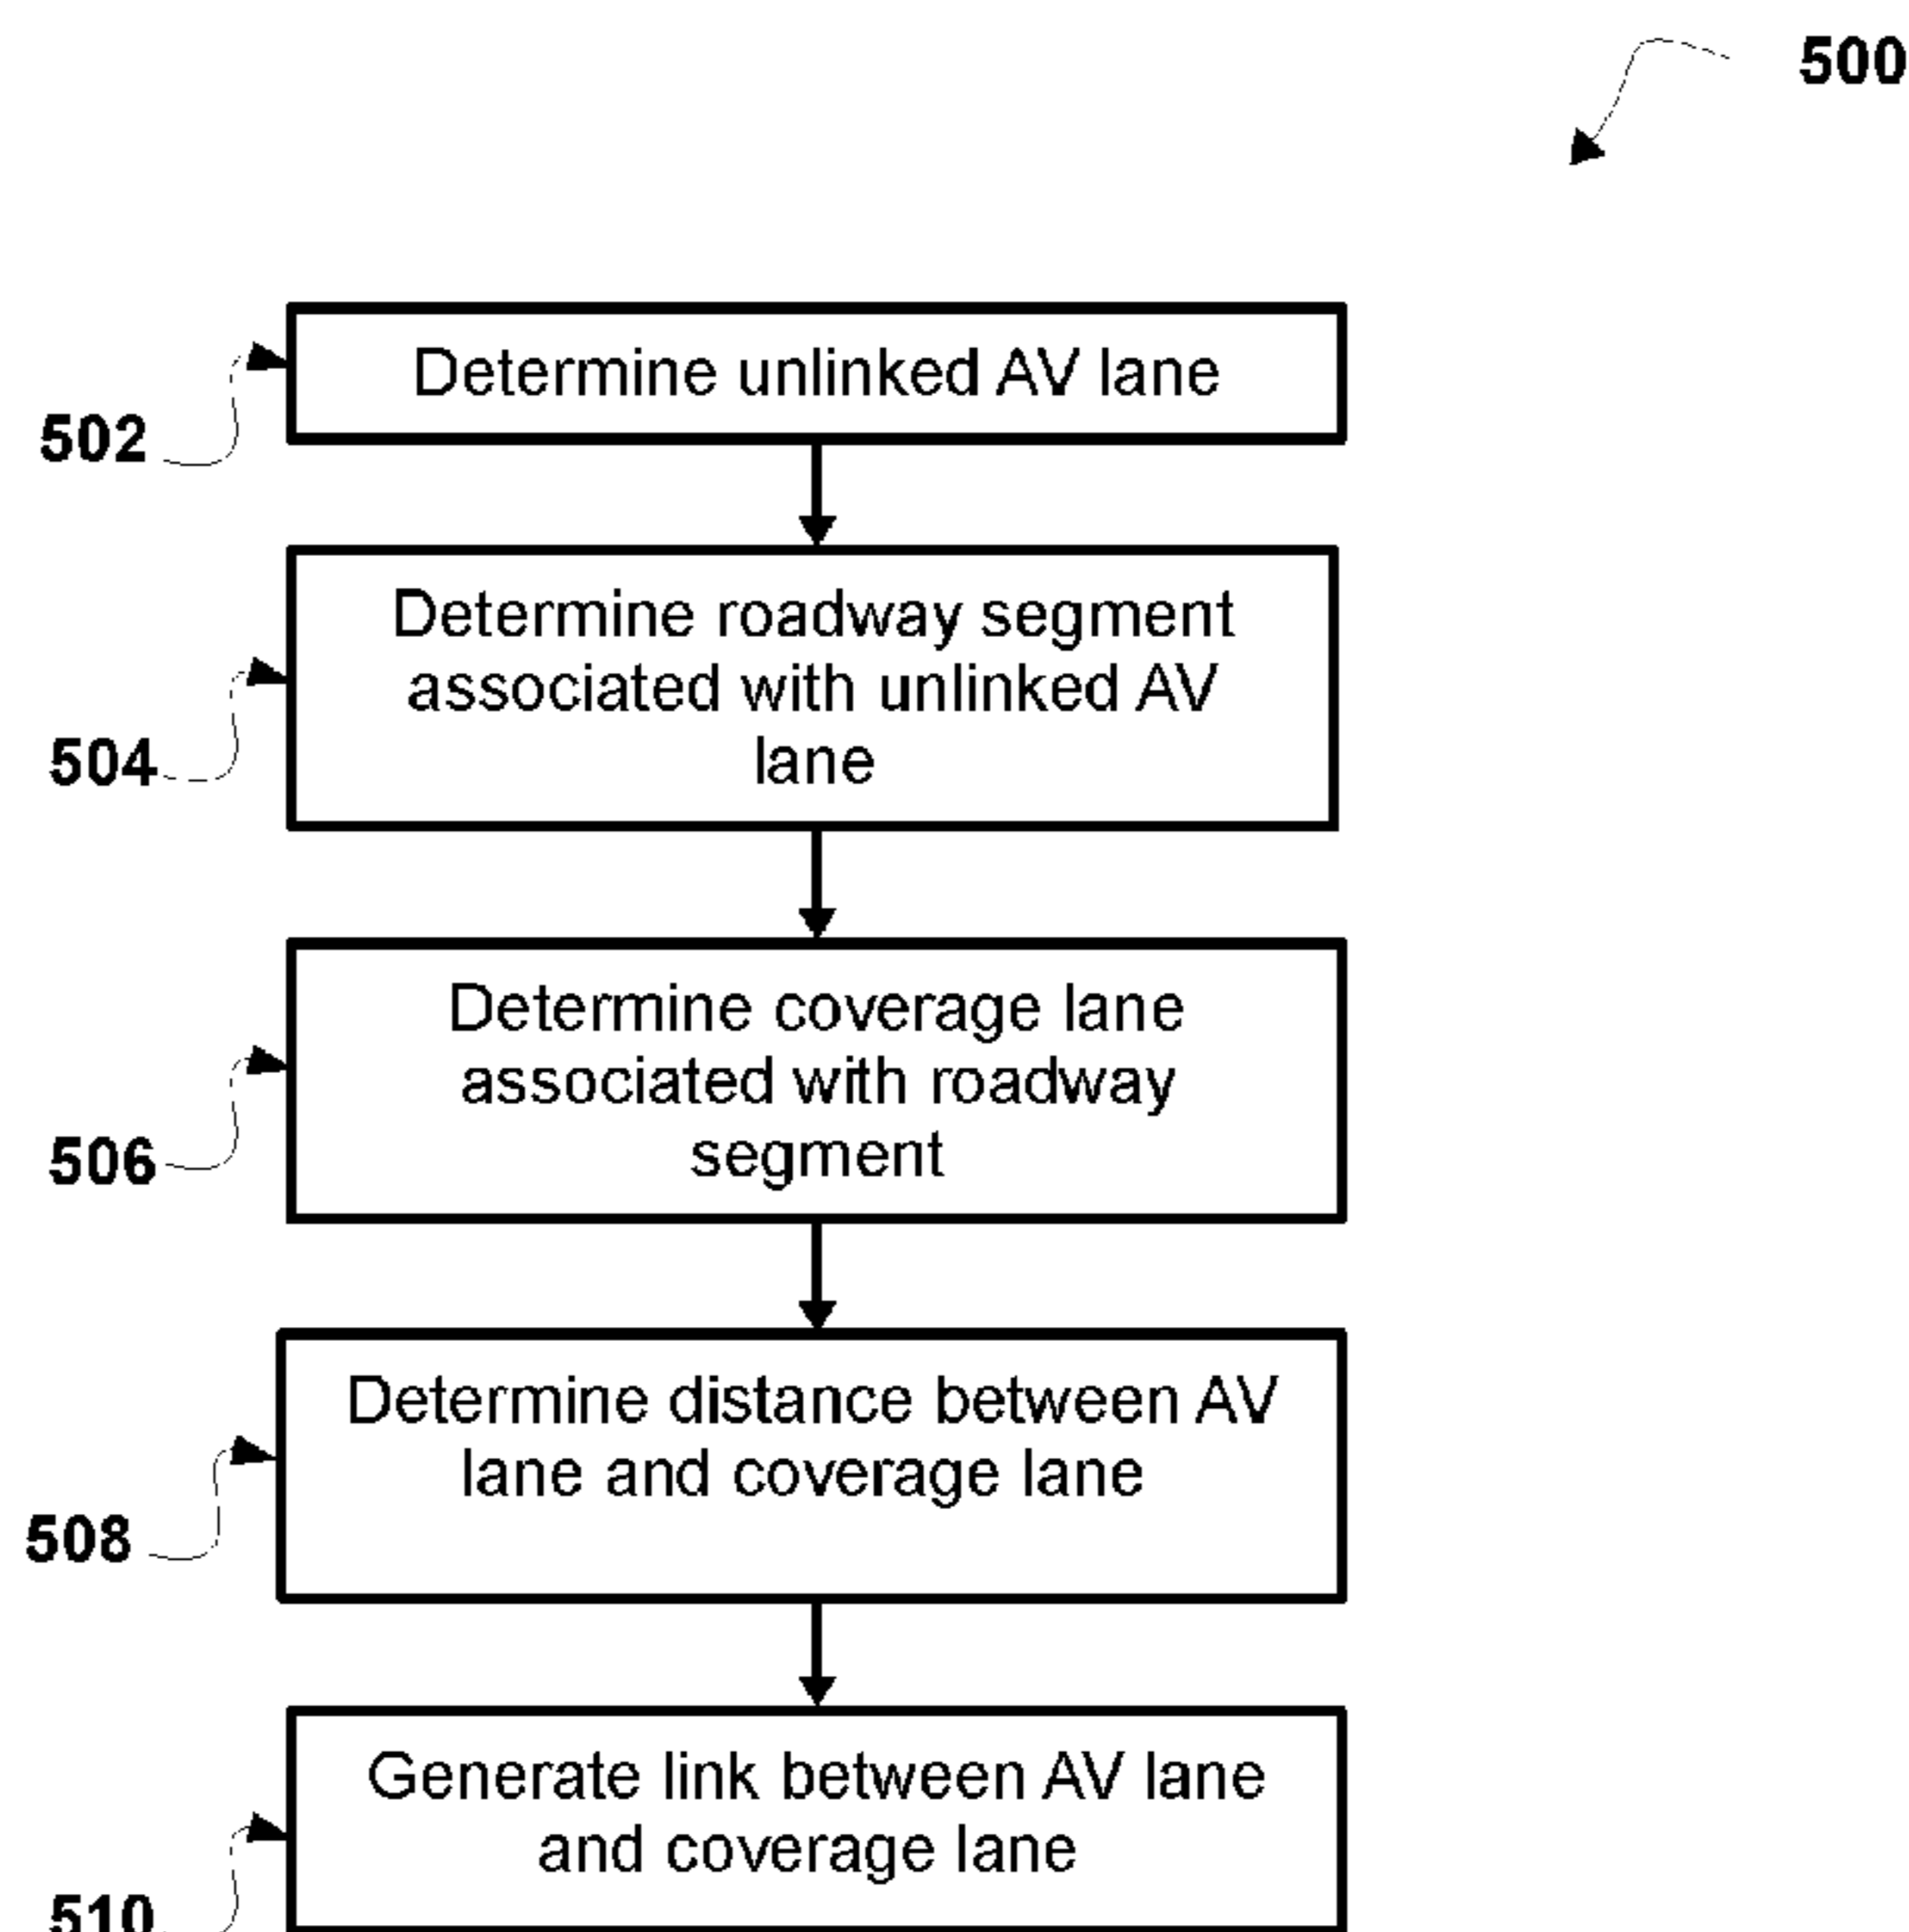 500
Determine unlinked AV lane
502
Determine roadway segment
associated with unlinked AV
lane
504
Determine coverage lane
associated with roadway
segment
506
Determine distance between AV
lane and coverage lane
508
Generate link between AV lane
and coverage lane
510